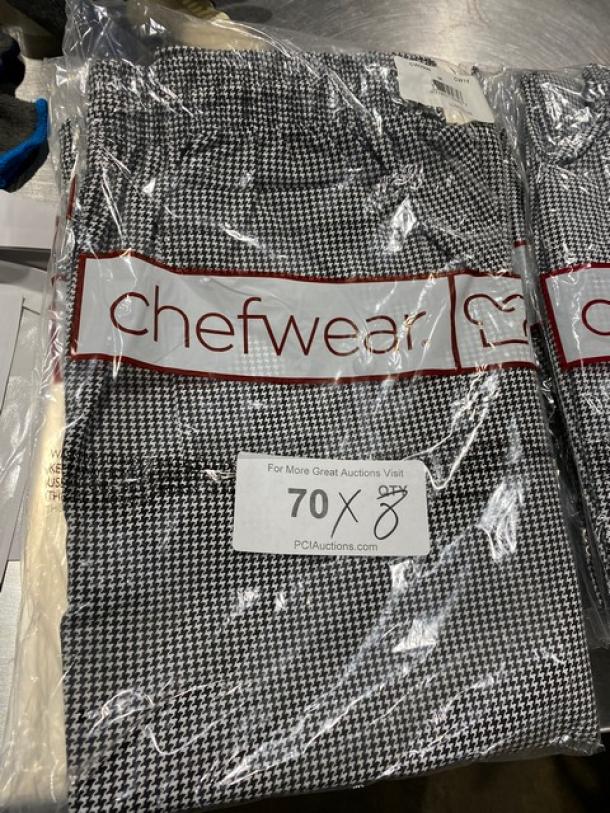 chefwear.
For More Great Auctions Visit
70 X 8
QTY
PCIAuctions.com